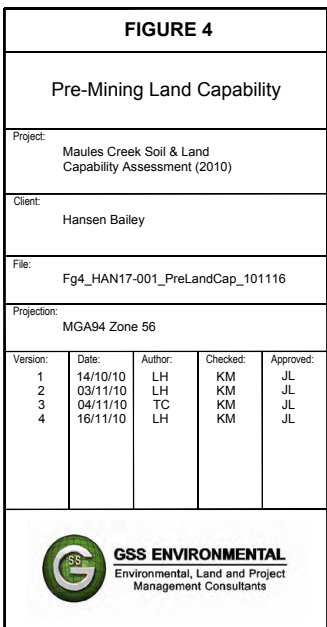 FIGURE 4
Pre-Mining Land Capability
Project:
Maules Creek Soil & Land
Capability Assessment (2010)
Client:
Hansen Bailey
File:
Fg4_HAN17-001_PreLandCap_101116
Projection:
MGA94 Zone 56
Version: Date: Author: Checked: Approved:
1 14/10/10 LH KM JL
2 03/11/10 LH KM JL
3 04/11/10 TC KM JL
4 16/11/10 LH KM JL
GSS
GSS ENVIRONMENTAL
Environmental, Land and Project
Management Consultants